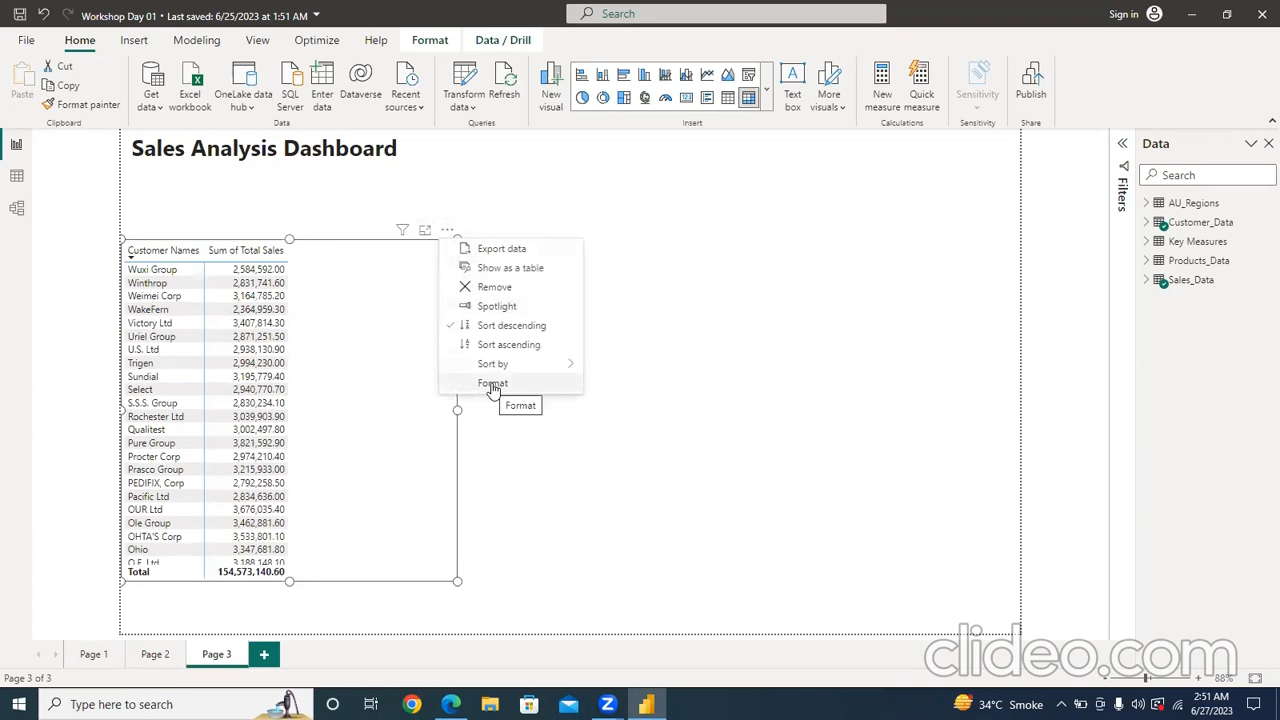 Workshop Day 01 • Last saved: 6/25/2023 at 1:51 AM
Search
Sign in
File
Home
Insert
Modeling
View
Optimize
Help
Format
Data / Drill
Paste
Cut
Copy
Format painter
Get data
Excel workbook
OneLake data hub
SQL Server
Enter data
Dataverse
Recent sources
Transform data
Refresh
New visual
Text box
More visuals
New measure
Quick measure
Sensitivity
Publish
Clipboard
Data
Queries
Insert
Calculations
Sensitivity
Share
Sales Analysis Dashboard
Customer Names Sum of Total Sales
Wuxi Group 2,584,592.00
Winthrop 2,831,741.60
Weimei Corp 3,164,785.20
WakeFern 2,364,959.30
Victory Ltd 3,407,814.30
Uriel Group 2,871,251.50
U.S. Ltd 2,938,130.90
Trigen 2,994,230.00
Sundial 3,195,779.40
Select 2,940,770.70
S.S.S. Group 2,830,234.10
Rochester Ltd 3,039,903.90
Qualitest 3,002,497.80
Pure Group 3,821,592.90
Procter Corp 2,974,210.40
Prasco Group 3,215,933.00
PEDIFIX, Corp 2,792,258.50
Pacific Ltd 2,834,636.00
OUR Ltd 3,676,035.40
Ole Group 3,462,881.60
OHTA'S Corp 3,533,801.10
Ohio 3,347,681.80
O.E. Ltd 3,188,148.10
Total 154,573,140.60
Export data
Show as a table
Remove
Spotlight
Sort descending
Sort ascending
Sort by
Format
Format
Filters
Data
Search
AU_Regions
Customer_Data
Key Measures
Products_Data
Sales_Data
Page 1
Page 2
Page 3
Page 3 of 3
88%
clideo.com
Type here to search
34°C Smoke
2:51 AM
6/27/2023